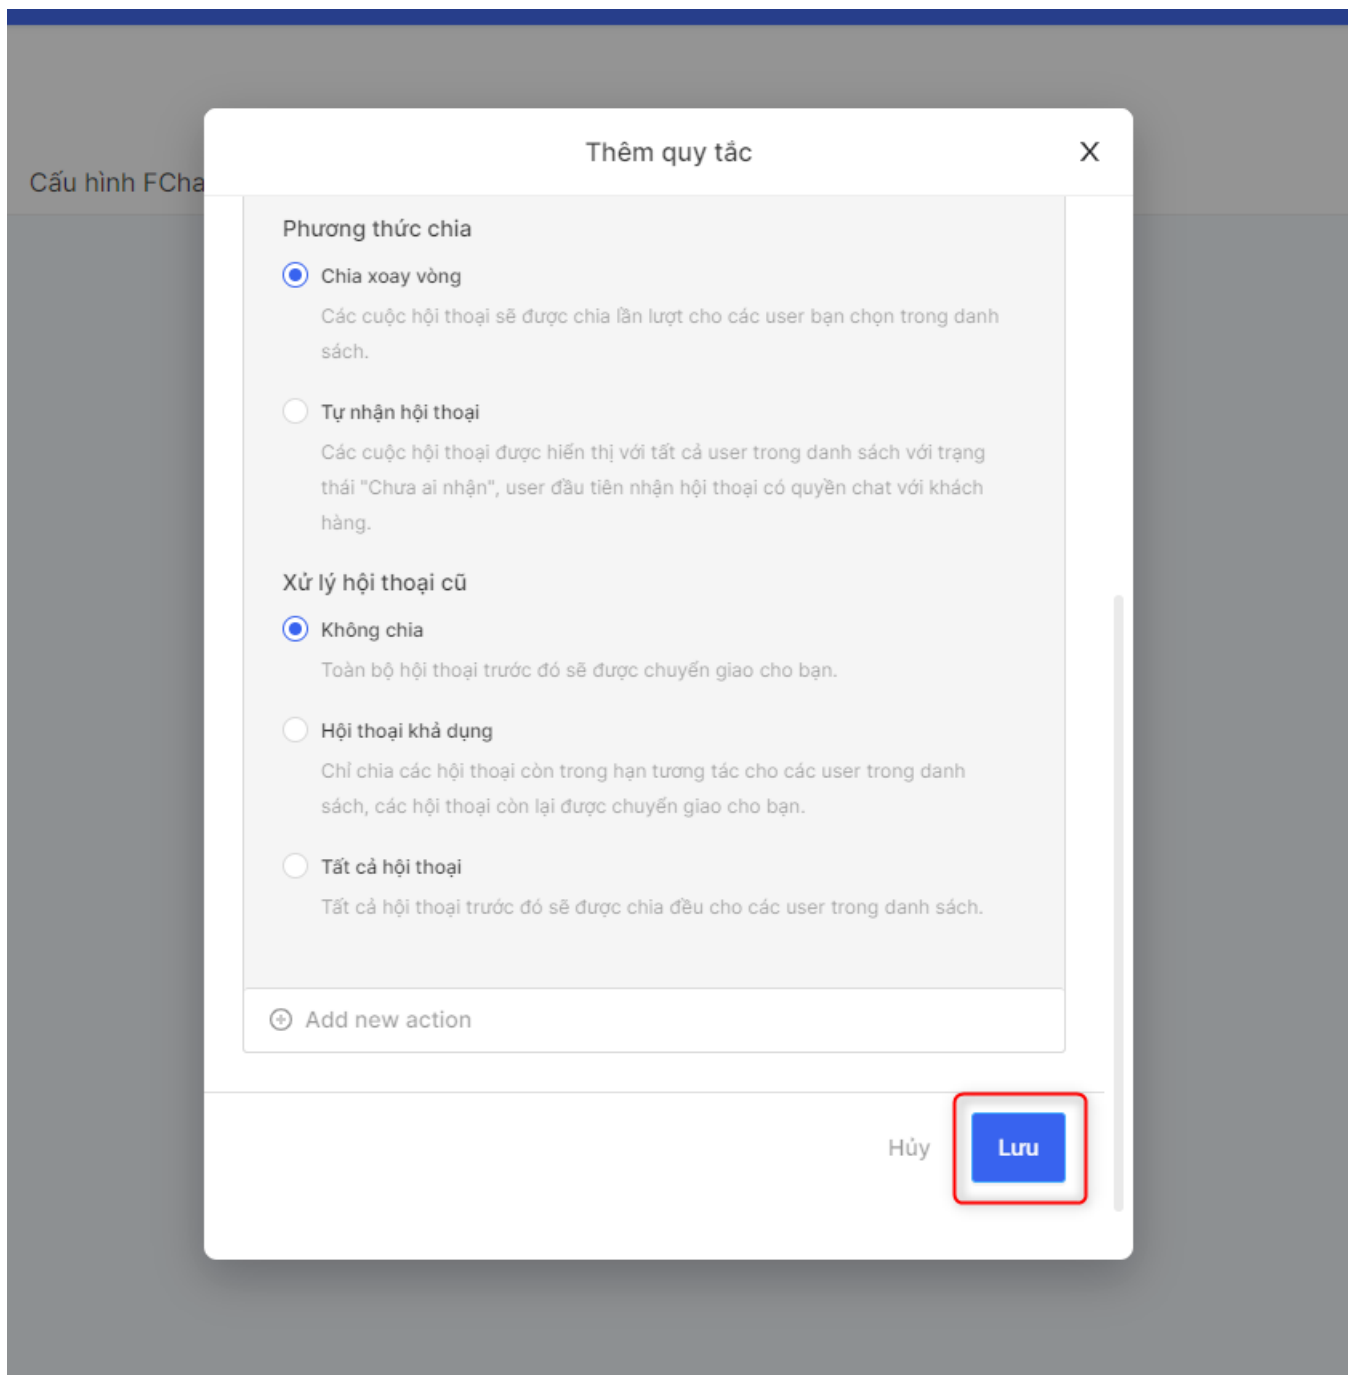 Thêm quy tắc
X
Cấu hình FCha
Phương thức chia
Chia xoay vòng
Các cuộc hội thoại sẽ được chia lần lượt cho các user bạn chọn trong danh
sách.
Tự nhận hội thoại
Các cuộc hội thoại được hiển thị với tất cả user trong danh sách với trạng
thái "Chưa ai nhận", user đầu tiên nhận hội thoại có quyền chat với khách
hàng.
Xử lý hội thoại cũ
Không chia
Toàn bộ hội thoại trước đó sẽ được chuyển giao cho bạn.
Hội thoại khả dụng
Chỉ chia các hội thoại còn trong hạn tương tác cho các user trong danh
sách, các hội thoại còn lại được chuyển giao cho bạn.
Tất cả hội thoại
Tất cả hội thoại trước đó sẽ được chia đều cho các user trong danh sách.
Add new action
Hủy
Lưu